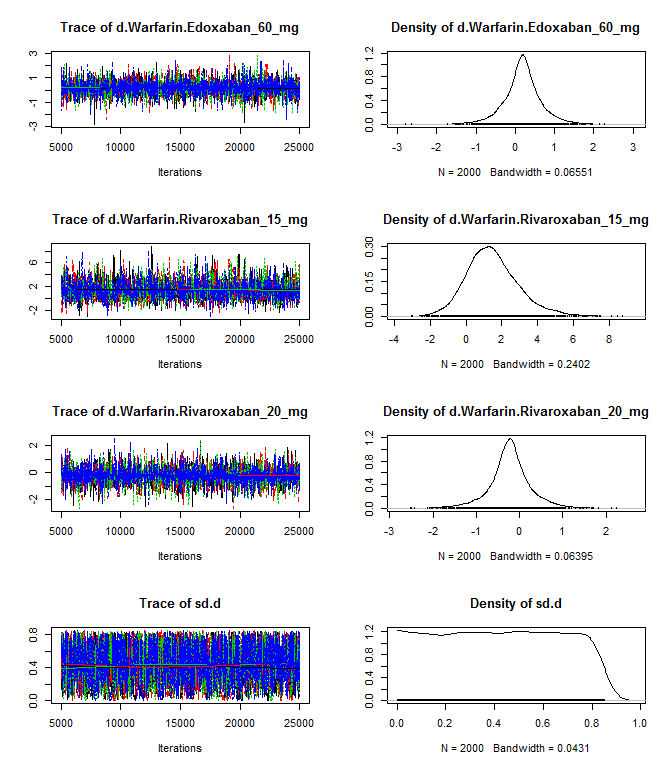 Trace of d.Warfarin.Edoxaban_60_mg
3
1
-1
-3
5000 10000 15000 20000 25000
Iterations
Density of d.Warfarin.Edoxaban_60_mg
1.2
0.8
0.4
0.0
-3 -2 -1 0 1 2 3
N = 2000 Bandwidth = 0.06551
Trace of d.Warfarin.Rivaroxaban_15_mg
6
2
-2
5000 10000 15000 20000 25000
Iterations
Density of d.Warfarin.Rivaroxaban_15_mg
0.30
0.15
0.00
-4 -2 0 2 4 6 8
N = 2000 Bandwidth = 0.2402
Trace of d.Warfarin.Rivaroxaban_20_mg
2
0
-2
5000 10000 15000 20000 25000
Iterations
Density of d.Warfarin.Rivaroxaban_20_mg
1.2
0.8
0.4
0.0
-3 -2 -1 0 1 2
N = 2000 Bandwidth = 0.06395
Trace of sd.d
0.8
0.4
0.0
5000 10000 15000 20000 25000
Iterations
Density of sd.d
1.2
0.8
0.4
0.0
0.0 0.2 0.4 0.6 0.8 1.0
N = 2000 Bandwidth = 0.0431